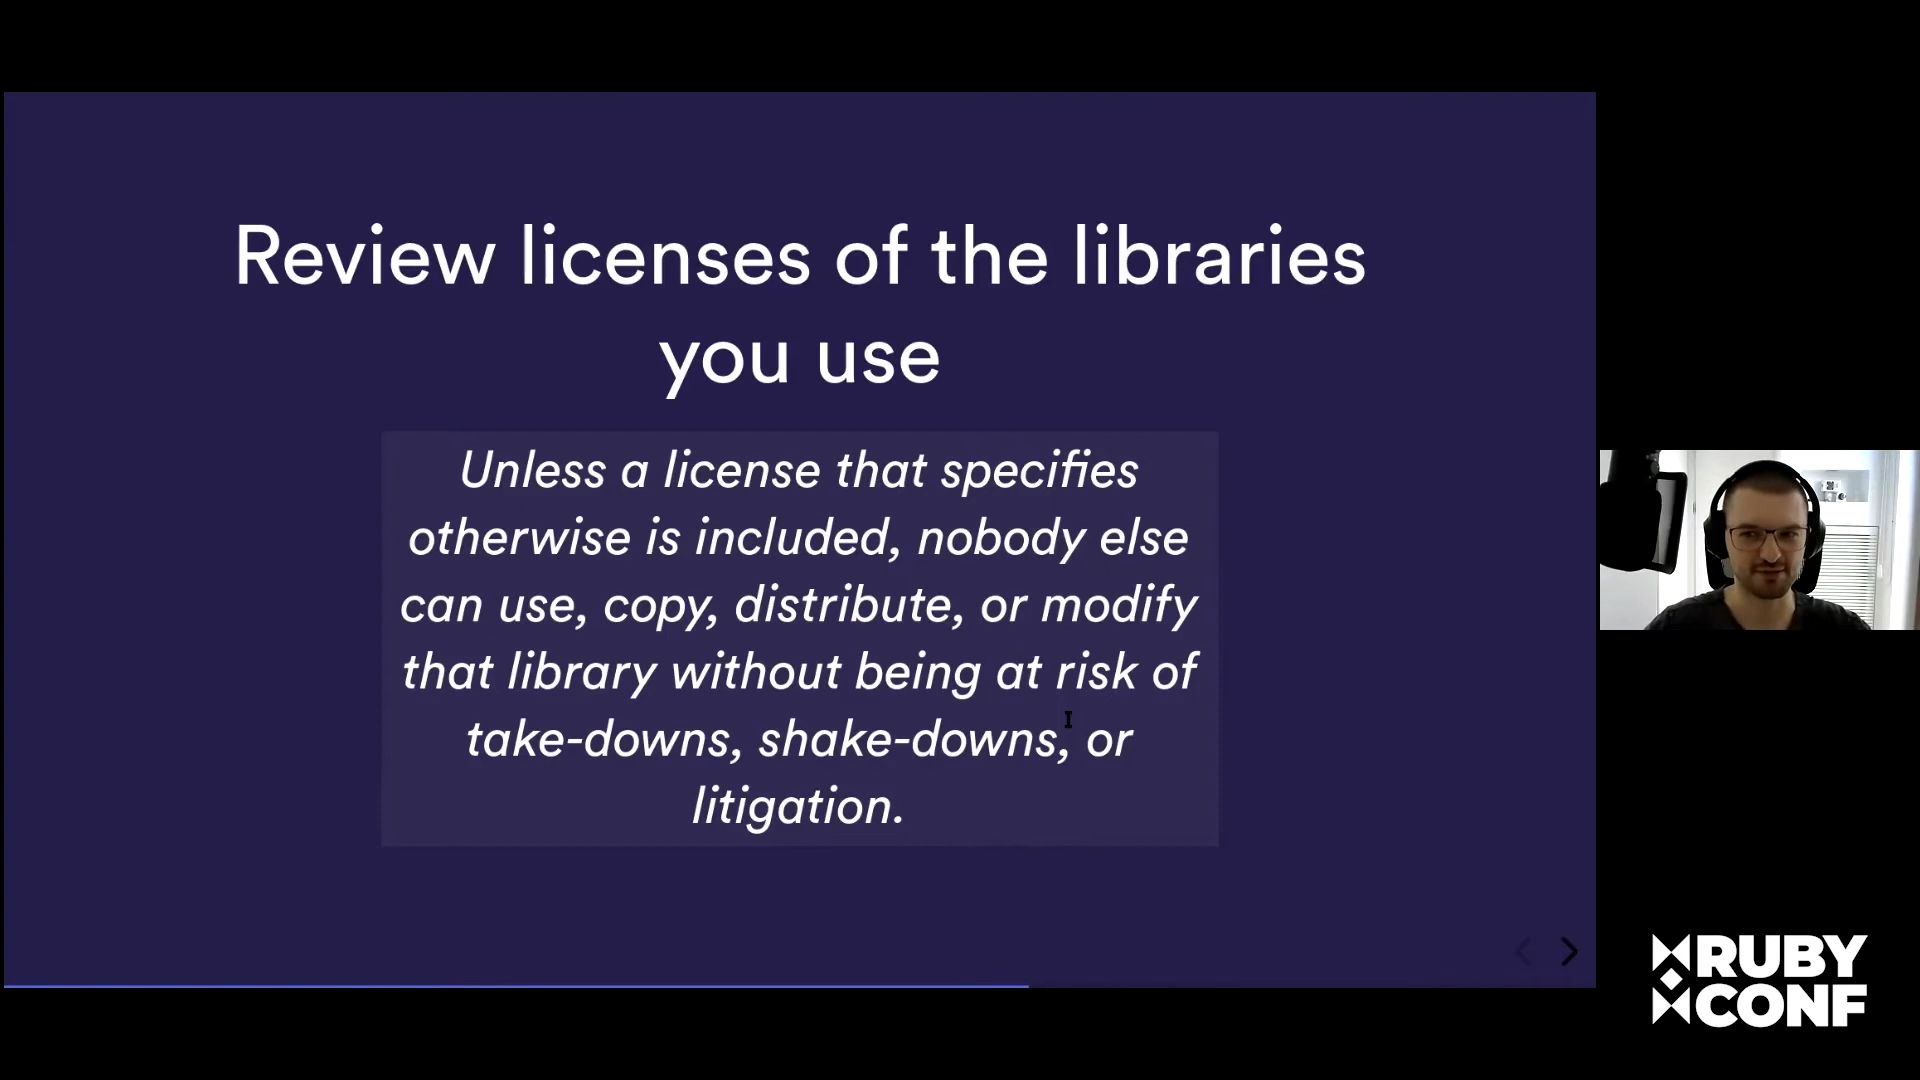 Review licenses of the libraries
you use
Unless a license that specifies
otherwise is included, nobody else
can use, copy, distribute, or modify
that library without being at risk of
take-downs, shake-downs, or
litigation.
RUBY
CONF